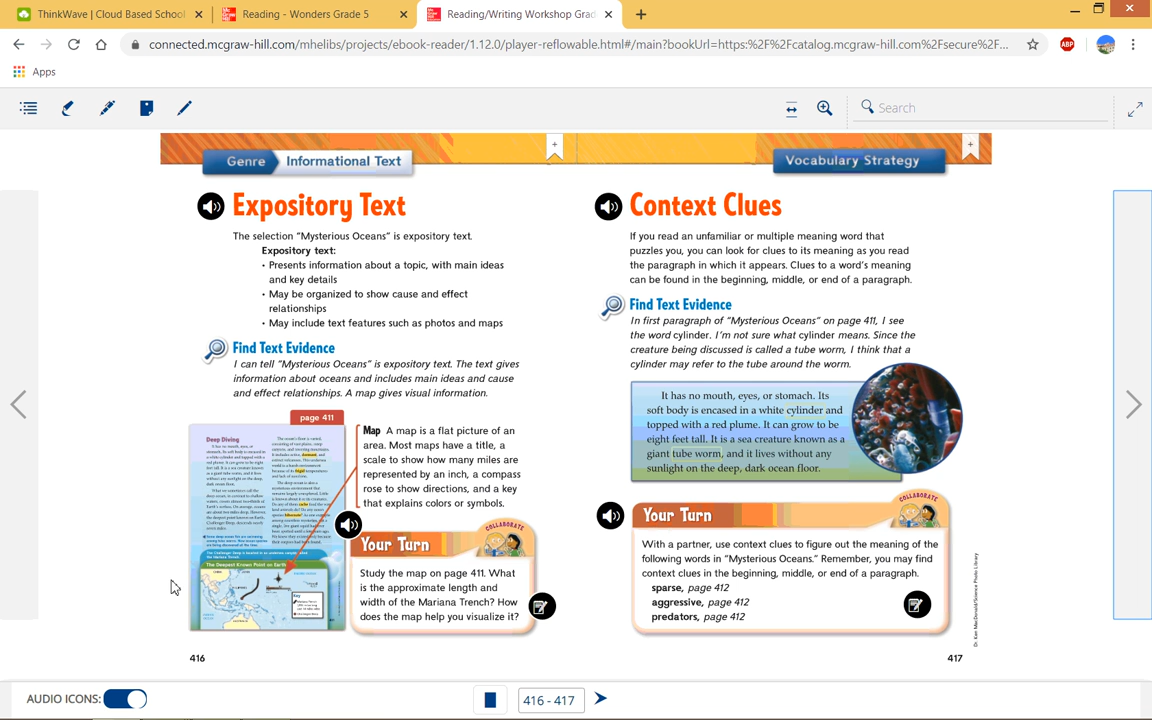 ThinkWave | Cloud Based School
Reading - Wonders Grade 5
Reading/Writing Workshop Grad
connected.mcgraw-hill.com/mhelibs/projects/ebook-reader/1.12.0/player-reflowable.html#/main?bookUrl=https:%2F%2Fcatalog.mcgraw-hill.com%2Fsecure%2F...
ABP
Apps
Search
Genre
Informational Text
Vocabulary Strategy
Expository Text
The selection "Mysterious Oceans" is expository text.
Expository text:
• Presents information about a topic, with main ideas
and key details
• May be organized to show cause and effect
relationships
• May include text features such as photos and maps
Find Text Evidence
I can tell "Mysterious Oceans" is expository text. The text gives
information about oceans and includes main ideas and cause
and effect relationships. A map gives visual information.
page 411
Deep Diving
The Deepest Known Point on Earth
Key
Map A map is a flat picture of an
area. Most maps have a title, a
scale to show how many miles are
represented by an inch, a compass
rose to show directions, and a key
that explains colors or symbols.
COLLABORATE
Your Turn
Study the map on page 411. What
is the approximate length and
width of the Mariana Trench? How
does the map help you visualize it?
416
Context Clues
If you read an unfamiliar or multiple meaning word that
puzzles you, you can look for clues to its meaning as you read
the paragraph in which it appears. Clues to a word's meaning
can be found in the beginning, middle, or end of a paragraph.
Find Text Evidence
In first paragraph of "Mysterious Oceans" on page 411, I see
the word cylinder. I'm not sure what cylinder means. Since the
creature being discussed is called a tube worm, I think that a
cylinder may refer to the tube around the worm.
It has no mouth, eyes, or stomach. Its
soft body is encased in a white cylinder and
topped with a red plume. It can grow to be
eight feet tall. It is a sea creature known as a
giant tube worm, and it lives without any
sunlight on the deep, dark ocean floor.
COLLABORATE
Your Turn
With a partner, use context clues to figure out the meaning of the
following words in "Mysterious Oceans." Remember, you may find
context clues in the beginning, middle, or end of a paragraph.
sparse, page 412
aggressive, page 412
predators, page 412
Dr. Ken MacDonald/Science Photo Library
417
AUDIO ICONS:
416 - 417